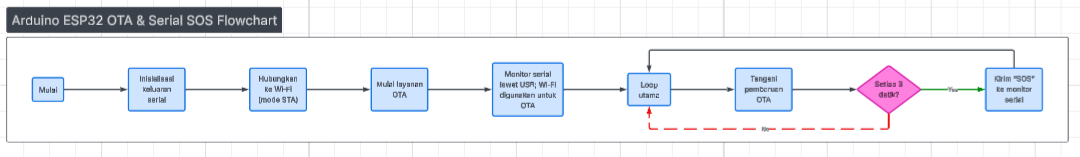 Arduino ESP32 OTA & Serial SOS Flowchart
Mulai
Inisialisasi
keluaran
serial
Hubungkan
ke Wi-Fi
(mode STA)
Mulai layanan
OTA
Monitor serial
lewat USB; Wi-Fi
digunakan untuk
OTA
Loop
utama
Tangani
pembaruan
OTA
Setiap 3
detik?
Yes
Kirim "SOS"
ke monitor
serial
No